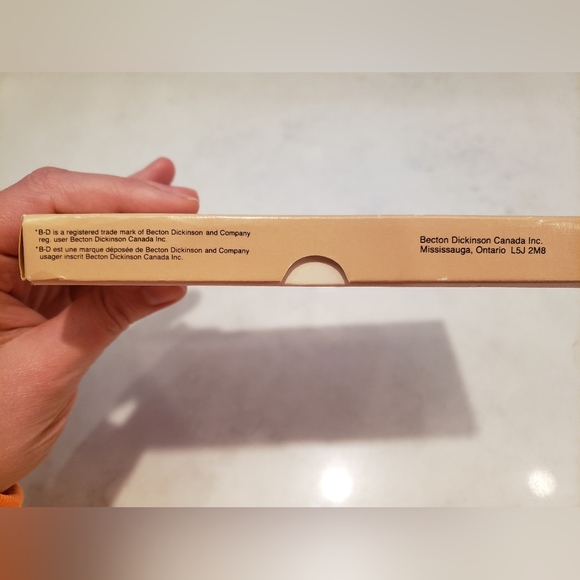 *B-D is a registered trade mark of Becton Dickinson and Company
reg. user Becton Dickinson Canada Inc.
*B-D est une marque déposée de Becton Dickinson and Company
usager inscrit Becton Dickinson Canada Inc.
Becton Dickinson Canada Inc.
Mississauga, Ontario L5J 2M8